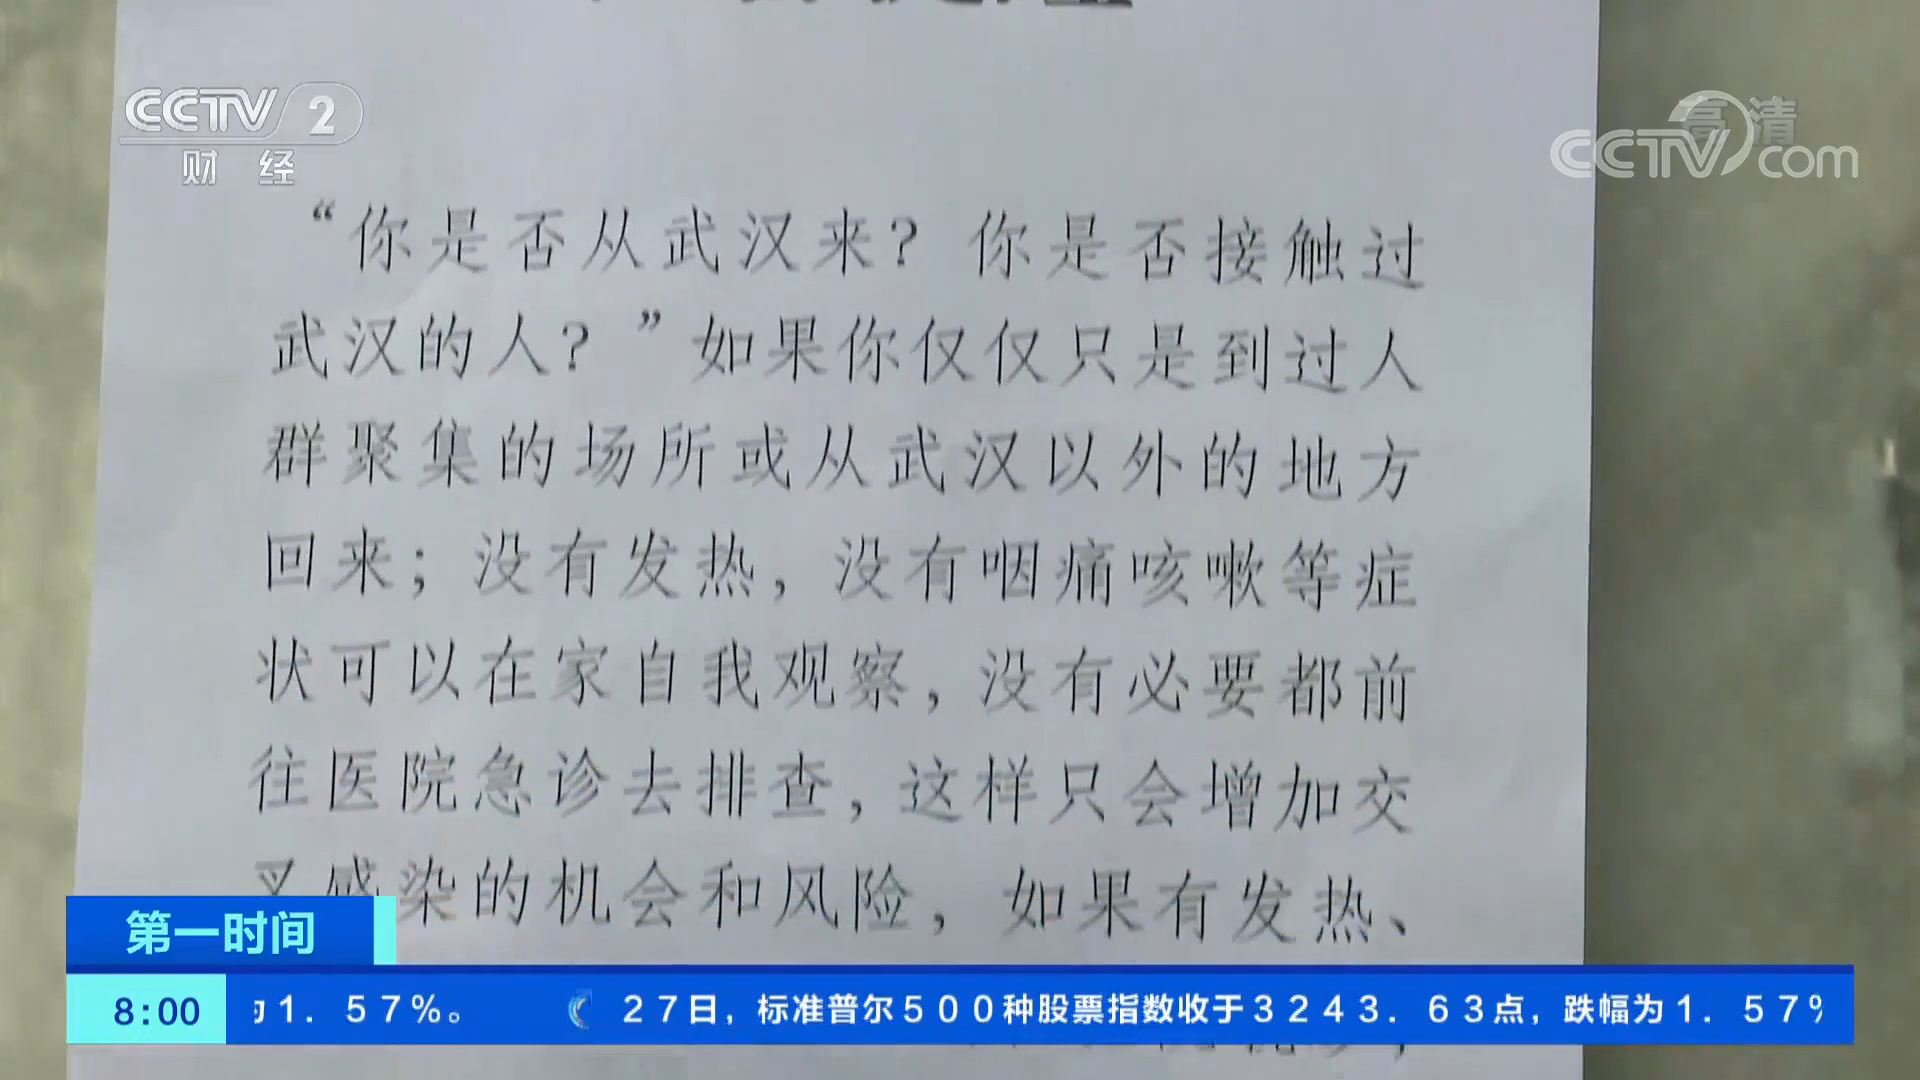 CCTV 2
财经
高清
CCTV com
“你是否从武汉来？你是否接触过
武汉的人？”如果你仅仅只是到过人
群聚集的场所或从武汉以外的地方
回来；没有发热，没有咽痛咳嗽等症
状可以在家自我观察，没有必要都前
往医院急诊去排查，这样只会增加交
叉感染的机会和风险，如果有发热、
第一时间
8:00
1.57%。 27日，标准普尔500种股票指数收于3243.63点，跌幅为1.57%